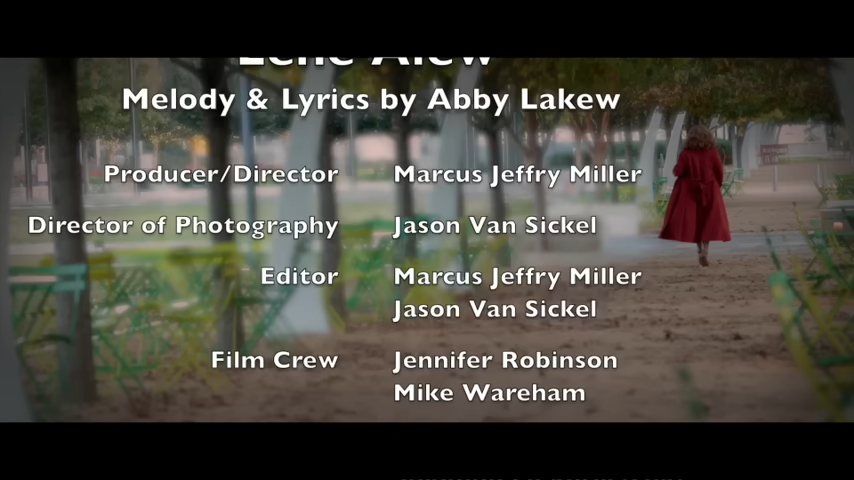 Melody & Lyrics by Abby Lakew
Producer/Director Marcus Jeffry Miller
Director of Photography Jason Van Sickel
Editor Marcus Jeffry Miller
Jason Van Sickel
Film Crew Jennifer Robinson
Mike Wareham